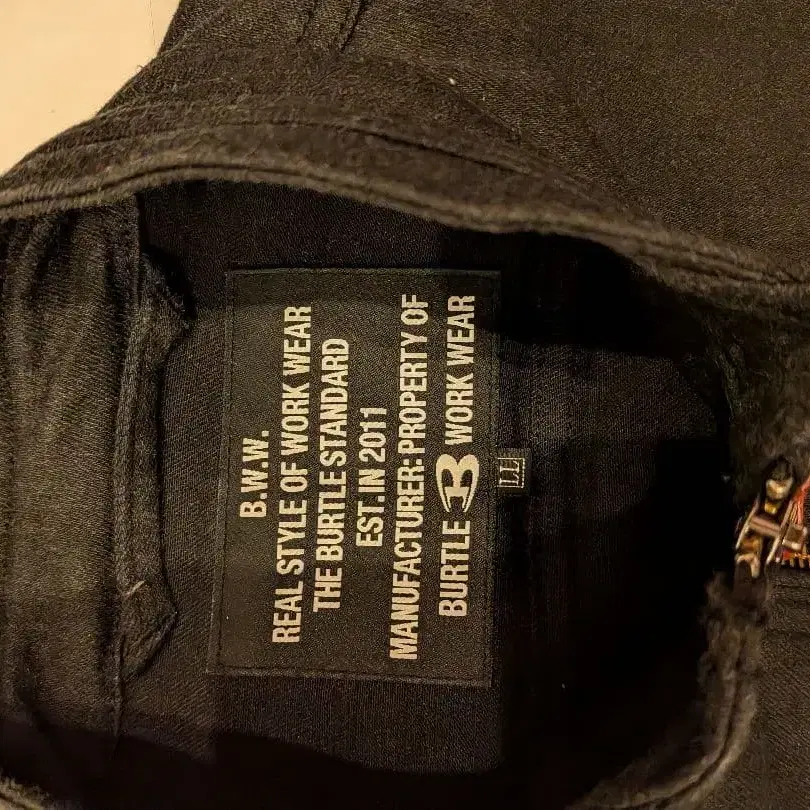 B.W.W.
REAL STYLE OF WORK WEAR
THE BURTLE STANDARD
EST.IN 2011
MANUFACTURER:PROPERTY OF
BURTLE B WORK WEAR
LL